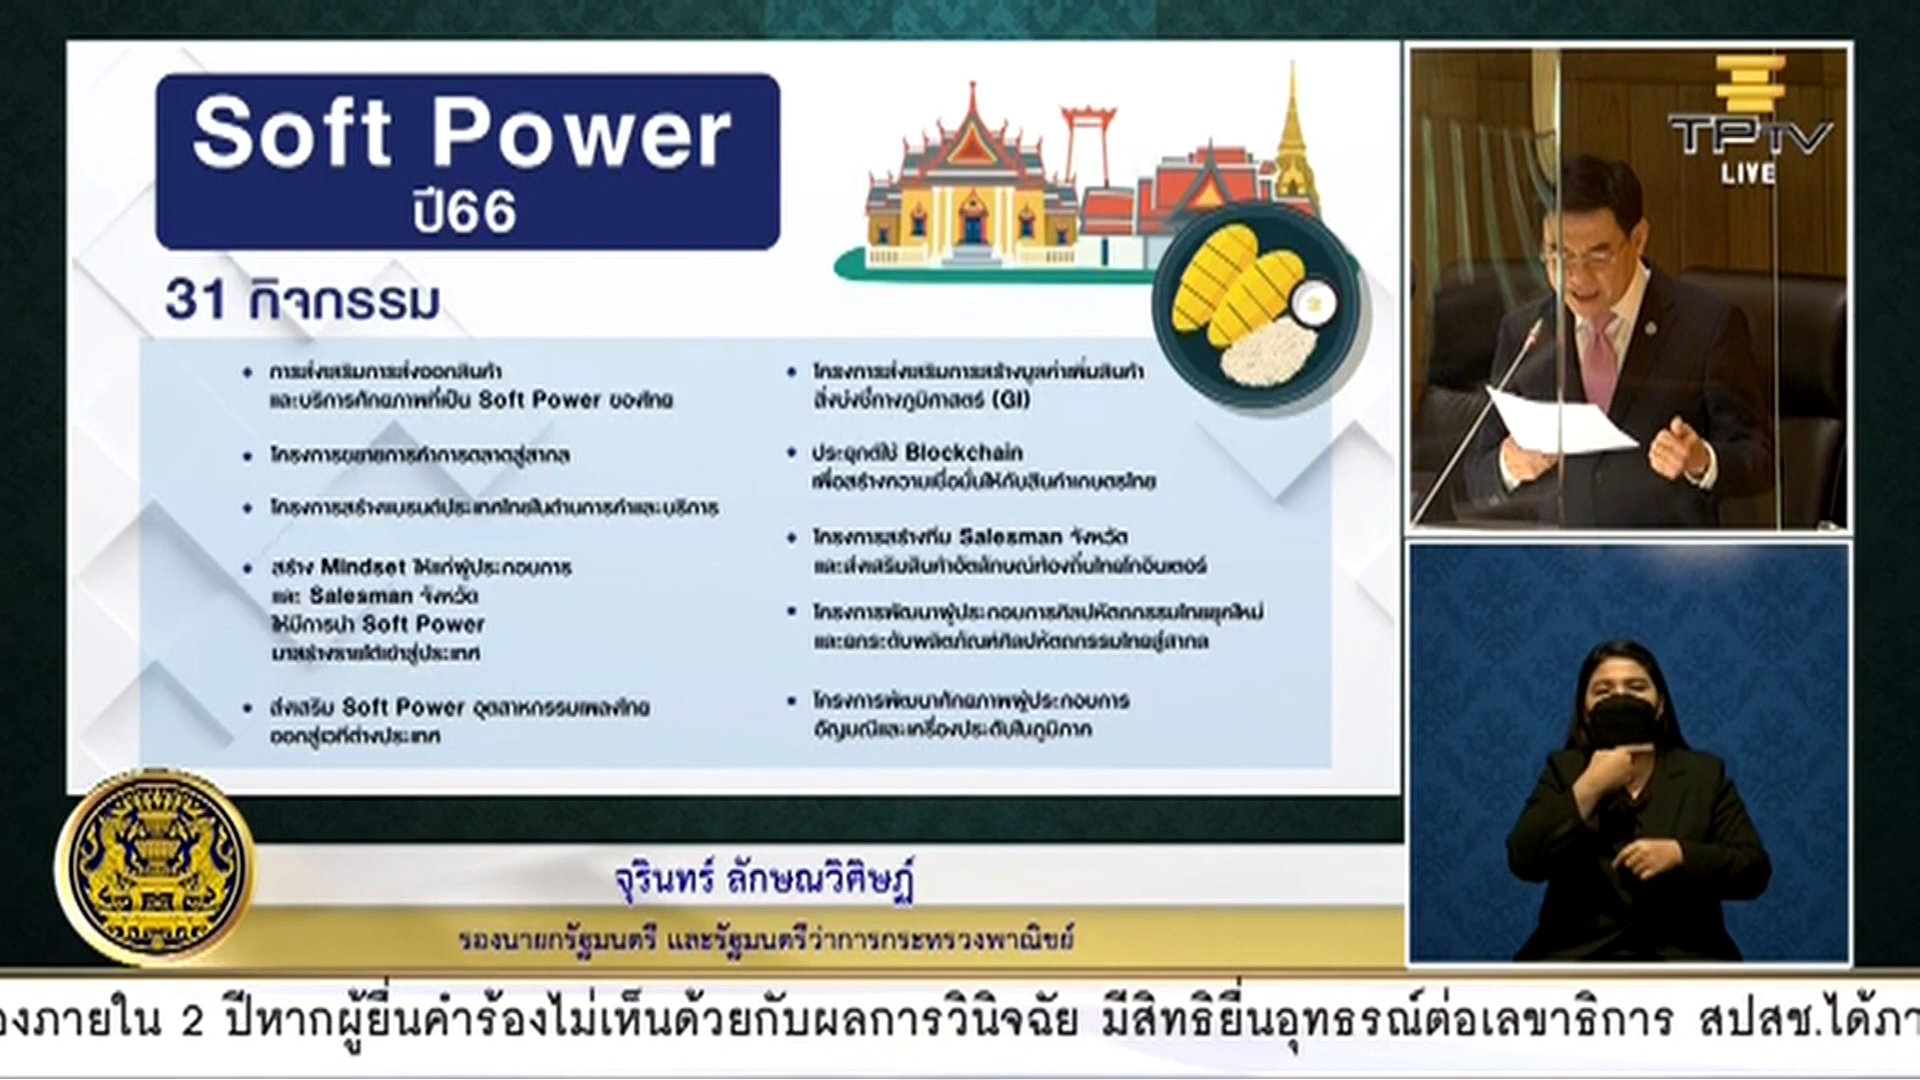 Soft Power
ปี66
31 กิจกรรม
• การส่งเสริมการส่งออกสินค้า
และบริการศักยภาพที่เป็น Soft Power ของไทย
• โครงการขยายการค้าการตลาดสู่สากล
• โครงการสร้างแบรนด์ประเทศไทยในด้านการค้าและบริการ
• สร้าง Mindset ให้แก่ผู้ประกอบการ
และ Salesman จังหวัด
ให้มีการนำ Soft Power
มาสร้างรายได้เข้าสู่ประเทศ
• ส่งเสริม Soft Power อุตสาหกรรมเพลงไทย
ออกสู่เวทีต่างประเทศ
• โครงการส่งเสริมการสร้างมูลค่าเพิ่มสินค้า
สิ่งบ่งชี้ทางภูมิศาสตร์ (GI)
• ประยุกต์ใช้ Blockchain
เพื่อสร้างความเชื่อมั่นให้กับสินค้าเกษตรไทย
• โครงการสร้างทีม Salesman จังหวัด
และส่งเสริมสินค้าอัตลักษณ์ท้องถิ่นไทยโกอินเตอร์
• โครงการพัฒนาผู้ประกอบการศิลปหัตถกรรมไทยยุคใหม่
และยกระดับผลิตภัณฑ์ศิลปหัตถกรรมไทยสู่สากล
• โครงการพัฒนาศักยภาพผู้ประกอบการ
อัญมณีและเครื่องประดับในภูมิภาค
TPTV
LIVE
จุรินทร์ ลักษณวิศิษฏ์
รองนายกรัฐมนตรี และรัฐมนตรีว่าการกระทรวงพาณิชย์
องภายใน 2 ปีหากผู้ยื่นคำร้องไม่เห็นด้วยกับผลการวินิจฉัย มีสิทธิยื่นอุทธรณ์ต่อเลขาธิการ สปสช.ได้ภา